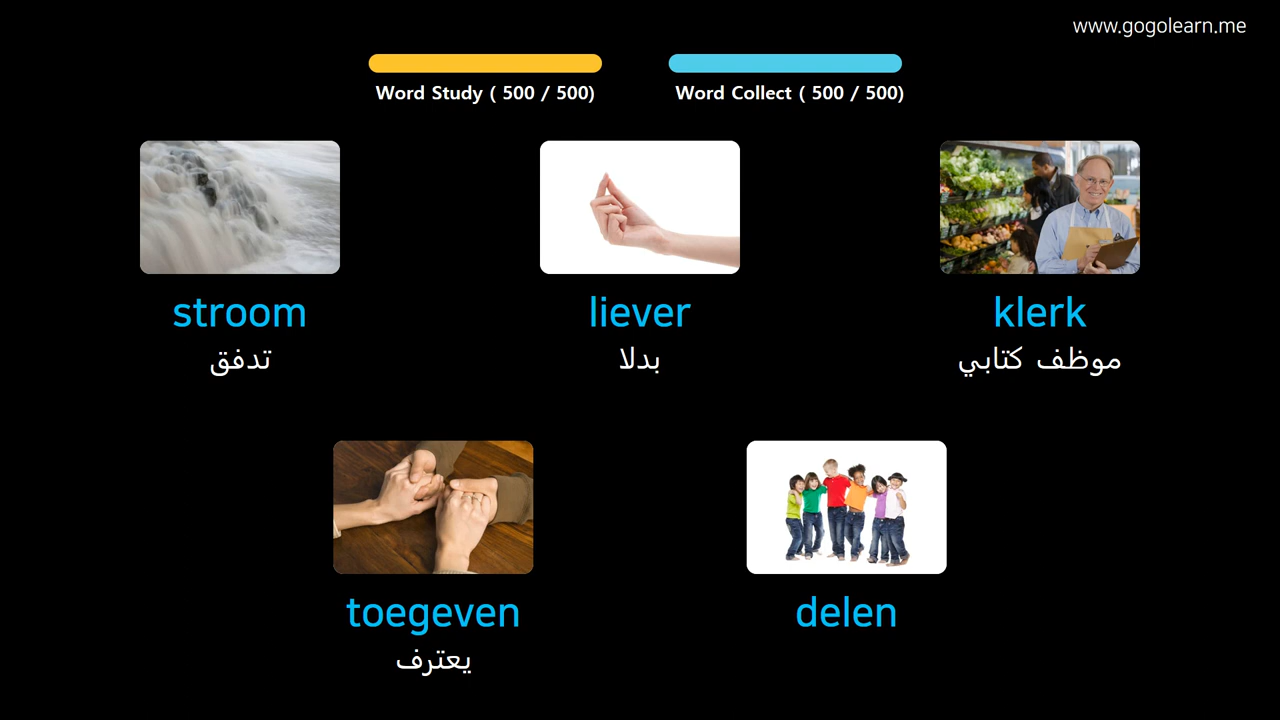 www.gogolearn.me
Word Study ( 500 / 500)
Word Collect ( 500 / 500)
stroom
تدفق
liever
بدلا
klerk
موظف كتابي
toegeven
يعترف
delen